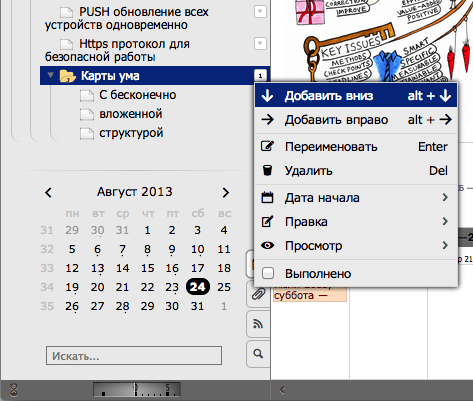 PUSH обновление всех
устройств одновременно
Https протокол для
безопасной работы
Карты ума 1
С бесконечно
вложенной
структурой
CORRECTION
IMPROVE
VALUE-ADDED
POSITIVE
KEY ISSUES
METHODS
CHECK POINTS
DEADLINES
SMART
SPECIFIC
MEASURABLE
Добавить вниз alt + ↓
Добавить вправо alt + →
Переименовать Enter
Удалить Del
Дата начала
Правка
Просмотр
Выполнено
Август 2013
пн вт ср чт пт сб вс
31 29 30 31 1 2 3 4
32 5 6 7 8 9 10 11
33 12 13 14 15 16 17 18
34 19 20 21 22 23 24 25
35 26 27 28 29 30 31 1
суббота —
Искать...
0 5